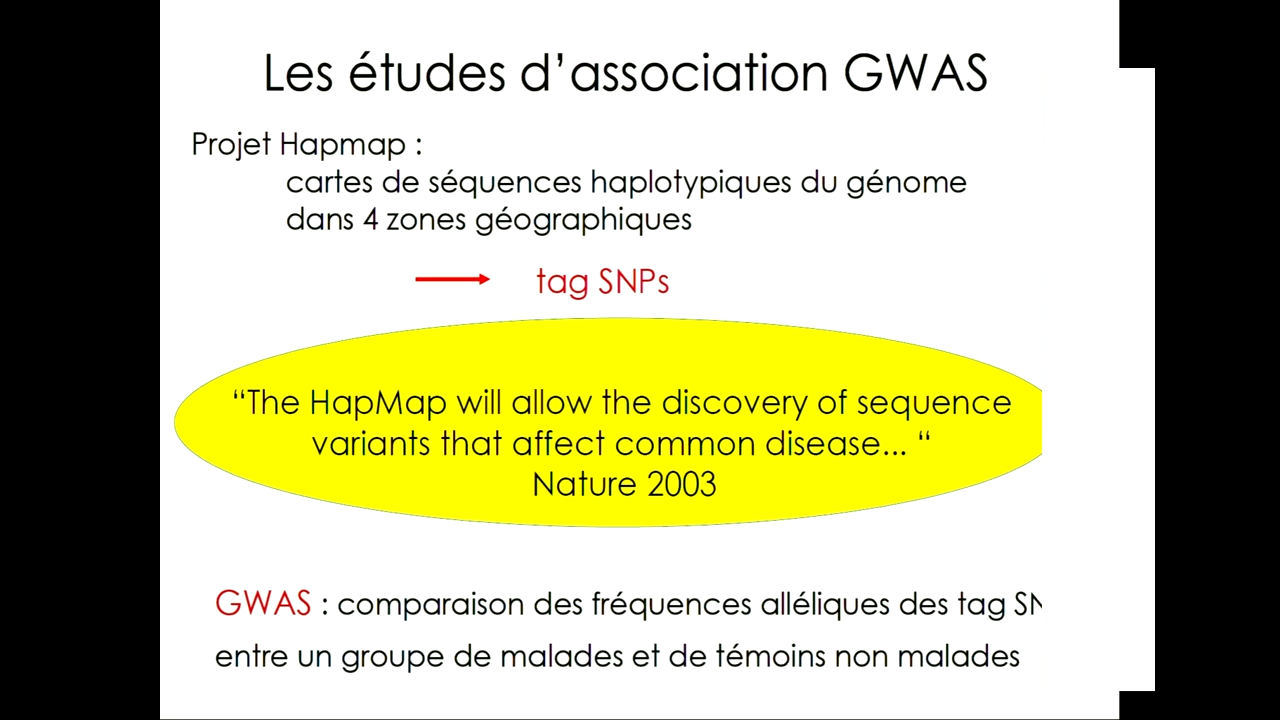 Les études d’association GWAS
Projet Hapmap :
cartes de séquences haplotypiques du génome
dans 4 zones géographiques
tag SNPs
“The HapMap will allow the discovery of sequence
variants that affect common disease... “
Nature 2003
GWAS : comparaison des fréquences alléliques des tag
entre un groupe de malades et de témoins non malades